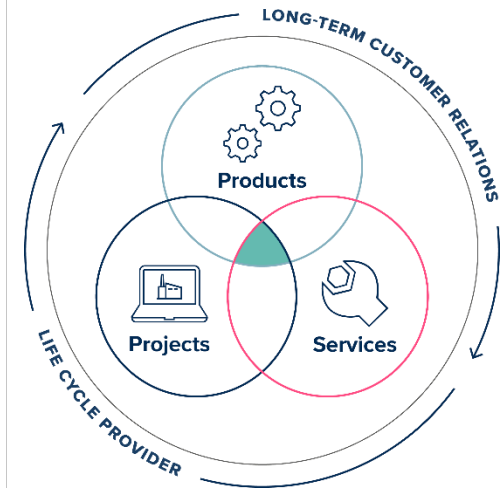 LONG-TERM CUSTOMER RELATIONS
Products
Projects
Services
LIFE CYCLE PROVIDER